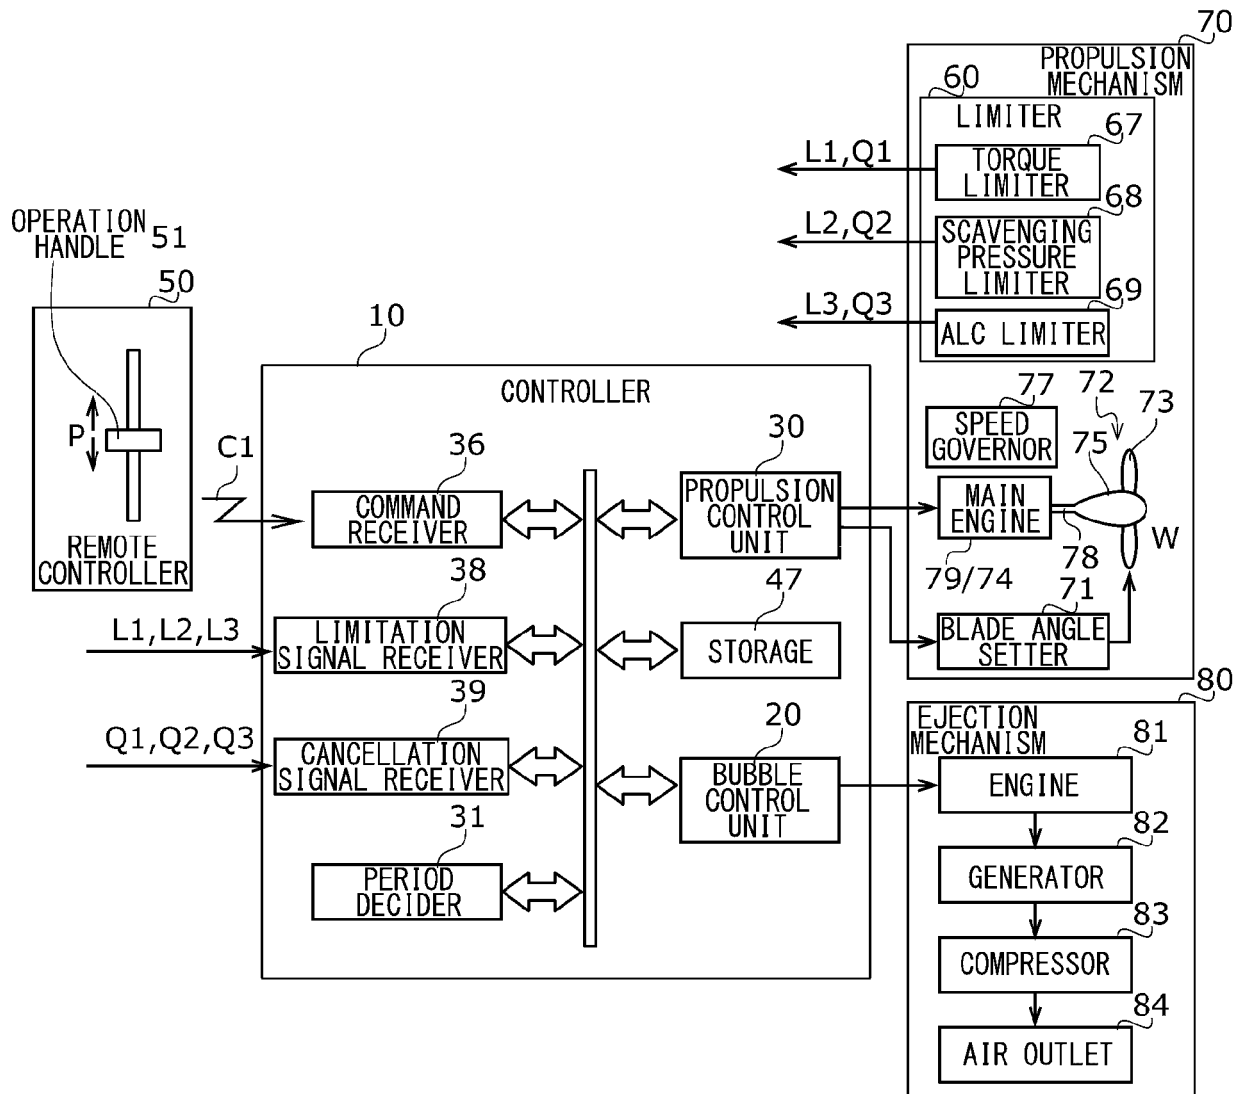 70
PROPULSION
MECHANISM
60
LIMITER
67
L1,Q1
TORQUE
LIMITER
68
L2,Q2
SCAVENGING
PRESSURE
LIMITER
69
L3,Q3
ALC LIMITER
OPERATION
HANDLE
51
50
P
REMOTE
CONTROLLER
C1
10
CONTROLLER
36
COMMAND
RECEIVER
30
PROPULSION
CONTROL
UNIT
77
SPEED
GOVERNOR
72
73
75
MAIN
ENGINE
78
W
79/74
71
BLADE ANGLE
SETTER
38
L1,L2,L3
LIMITATION
SIGNAL RECEIVER
47
STORAGE
39
Q1,Q2,Q3
CANCELLATION
SIGNAL RECEIVER
20
BUBBLE
CONTROL
UNIT
31
PERIOD
DECIDER
80
EJECTION
MECHANISM
81
ENGINE
82
GENERATOR
83
COMPRESSOR
84
AIR OUTLET